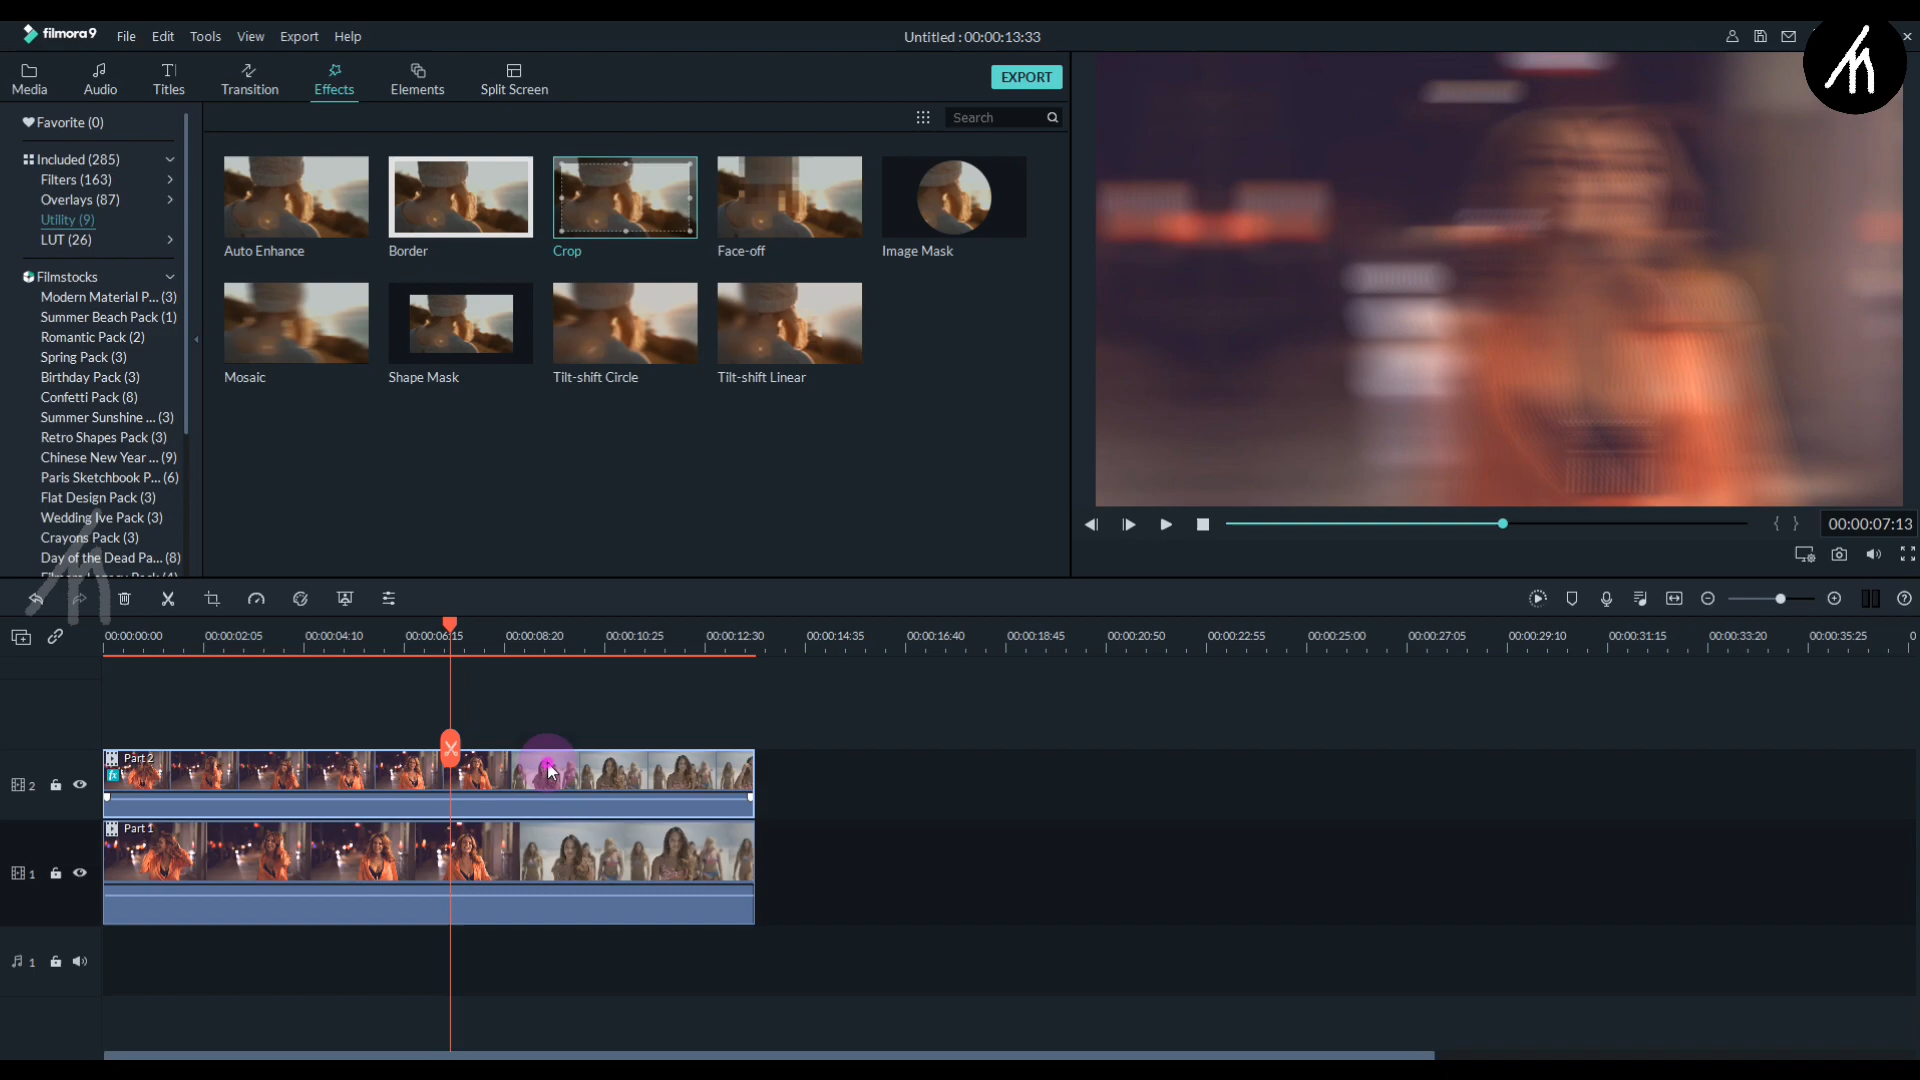 filmora9 File Edit Tools View Export Help Untitled : 00:00:13:33
Media Audio Titles Transition Effects Elements Split Screen EXPORT
Favorite (0)
Search
Included (285)
Filters (163)
Overlays (87)
Utility (9)
LUT (26)
Filmstocks
Modern Material P... (3)
Summer Beach Pack (1)
Romantic Pack (2)
Spring Pack (3)
Birthday Pack (3)
Confetti Pack (8)
Summer Sunshine ... (3)
Retro Shapes Pack (3)
Chinese New Year ... (9)
Paris Sketchbook P... (6)
Flat Design Pack (3)
Wedding Ive Pack (3)
Crayons Pack (3)
Day of the Dead Pa... (8)
Auto Enhance Border Crop Face-off Image Mask
Mosaic Shape Mask Tilt-shift Circle Tilt-shift Linear
00:00:07:13
00:00:00:00 00:00:02:05 00:00:04:10 00:00:06:15 00:00:08:20 00:00:10:25 00:00:12:30 00:00:14:35 00:00:16:40 00:00:18:45 00:00:20:50 00:00:22:55 00:00:25:00 00:00:27:05 00:00:29:10 00:00:31:15 00:00:33:20 00:00:35:25
Part 2
fx
2
Part 1
1
1